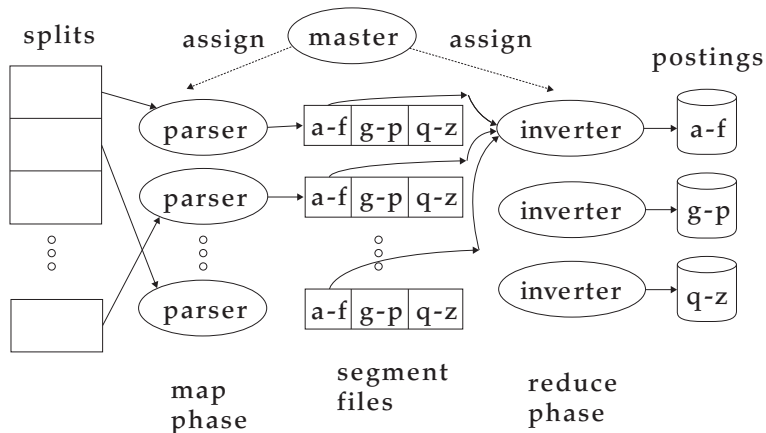 splits
assign
master
assign
postings
parser
a-f g-p q-z
inverter
a-f
parser
a-f g-p q-z
inverter
g-p
parser
a-f g-p q-z
inverter
q-z
map
phase
segment
files
reduce
phase